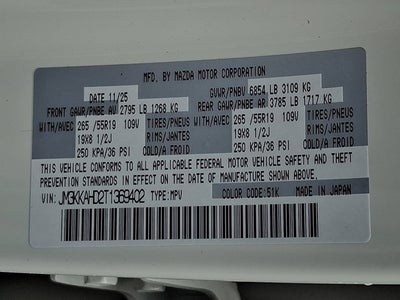 MFD. BY MAZDA MOTOR CORPORATION
DATE 11/25 GVWR/PNBV 6854 LB 3109 KG
FRONT GAWR/PNBE AV 2795 LB 1268 KG REAR GAWR/PNBE AR 3785 LB 1717 KG
WITH/AVEC 265 /55R19 109V TIRES/PNEUS WITH/AVEC 265 /55R19 109V TIRES/PNEUS
19X8 1/2J RIMS/JANTES 19X8 1/2J RIMS/JANTES
250 KPA/36 PSI COLD/A FROID 250 KPA/36 PSI COLD/A FROID
THIS VEHICLE CONFORMS TO ALL APPLICABLE FEDERAL MOTOR VEHICLE SAFETY AND THEFT
PREVENTION STANDARDS IN EFFECT ON THE DATE OF MANUFACTURE SHOWN ABOVE.
VIN: JM3KKAHD2T1369402 TYPE:MPV COLOR CODE:51K MADE IN JAPAN